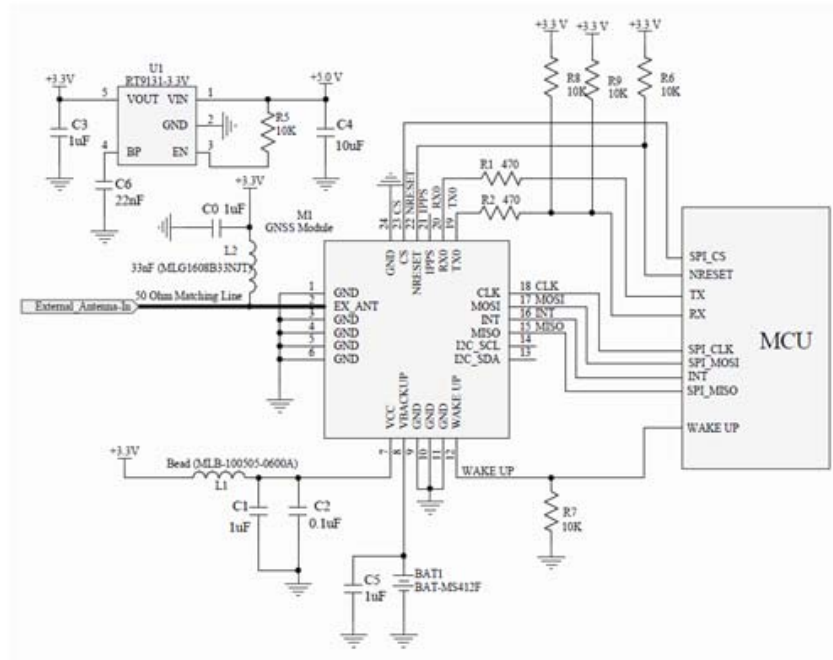 +3.3 V
+3.3 V
+3.3 V
U1
RT9131-3.3V
+3.3V
+5.0 V
5
VOUT
VIN
1
GND
2
4
BP
EN
3
C3
1uF
R5
10K
C4
10uF
C6
22nF
R8
10K
R9
10K
R6
10K
+3.3V
C0 1uF
M1
GNSS Module
L2
33nF (MLG1608B33NJT)
50 Ohm Matching Line
External_Antenna-In
R1 470
R2 470
24
23 CS
22 NRESET
21 IPPS
20 RX0
19 TX0
GND
CS
NRESET
IPPS
RX0
TX0
1
GND
2
EX_ANT
3
GND
4
GND
5
GND
6
GND
CLK
18 CLK
MOSI
17 MOSI
INT
16 INT
MISO
15 MISO
I2C_SCL
14
I2C_SDA
13
VCC
VBACKUP
GND
GND
GND
WAKE UP
7
8
9
10
11
12
SPI_CS
NRESET
TX
RX
SPI_CLK
SPI_MOSI
INT
SPI_MISO
WAKE UP
MCU
+3.3V
Bead (MLB-100505-0600A)
L1
C1
1uF
C2
0.1uF
WAKE UP
R7
10K
C5
1uF
BAT1
BAT-MS412F